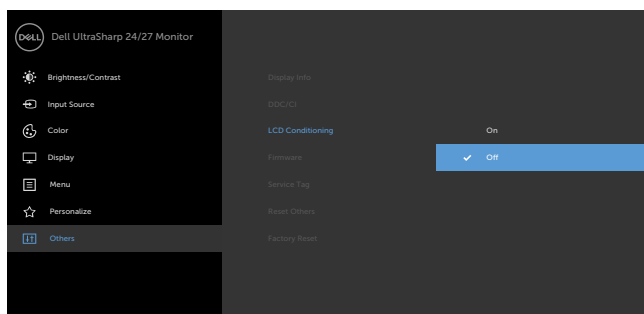 DELL Dell UltraSharp 24/27 Monitor
Brightness/Contrast Display Info
Input Source DDC/CI
Color LCD Conditioning On
Display Firmware Off
Menu Service Tag
Personalize Reset Others
Others Factory Reset